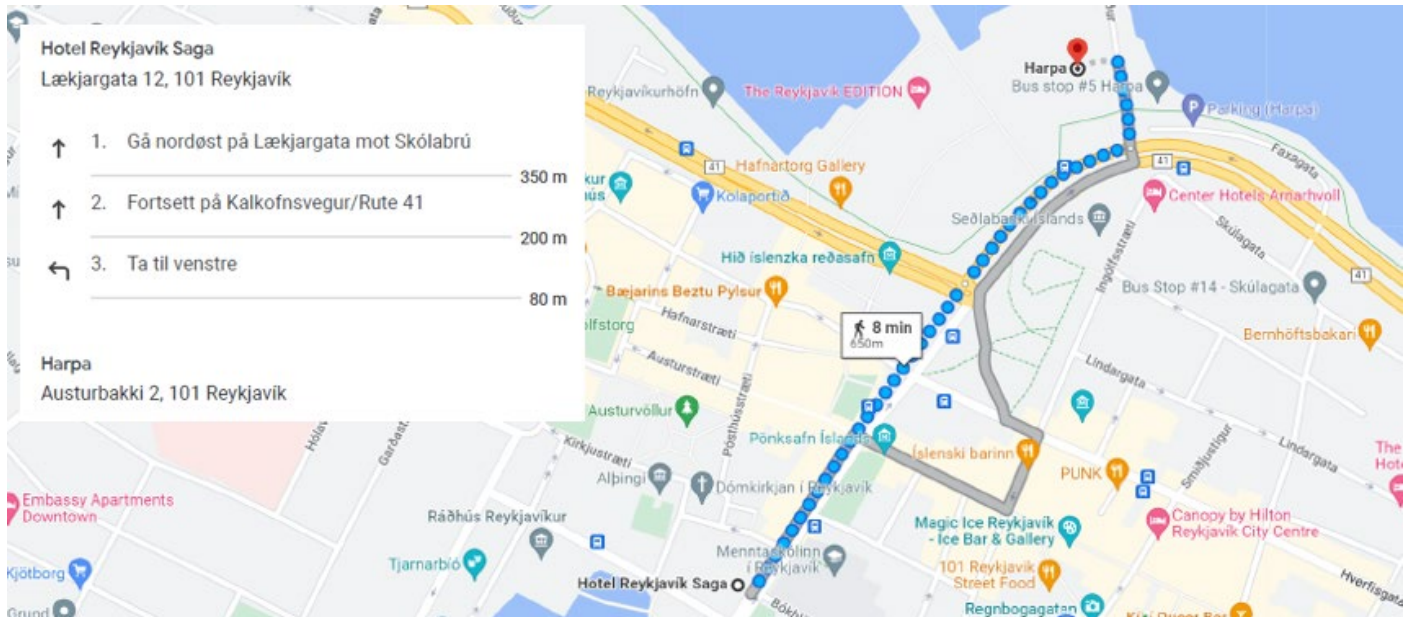 Hotel Reykjavík Saga
Lækjargata 12, 101 Reykjavík
1. Gå nordøst på Lækjargata mot Skólabrú
350 m
2. Fortsett på Kalkofnsvegur/Rute 41
200 m
3. Ta til venstre
80 m
Harpa
Austurbakki 2, 101 Reykjavík
Harpa
Bus stop #5 Harpa
Reykjavíkurhöfn
The Reykjavik EDITION
Parking (Harpa)
Faxagata
41
41
Hafnartorg Gallery
Kolaportið
Center Hotels Arnarhvoll
Seðlabanki Íslands
Skúlagata
Ingólfsstræti
Hið íslenzka reðasafn
41
Bus Stop #14 - Skúlagata
Bæjarins Beztu Pylsur
Hafnarstræti
8 min
650m
Bernhöftsbakarí
Lindargata
Austurstræti
Austurvöllur
Pósthússtræti
Pönksafn Íslands
Íslenski barinn
Kirkjustræti
Garðast
Lindargata
The
Hote
PUNK
Smiðjustígur
Alþingi
Dómkirkjan í Reykjavík
Embassy Apartments
Downtown
Ráðhús Reykjavíkur
Magic Ice Reykjavík
- Ice Bar & Gallery
Canopy by Hilton
Reykjavik City Centre
Menntaskólinn
í Reykjavík
Tjarnarbíó
Kjötborg
Hotel Reykjavík Saga
101 Reykjavik
Street Food
Hverfisgata
Grund
Regnbogagatan